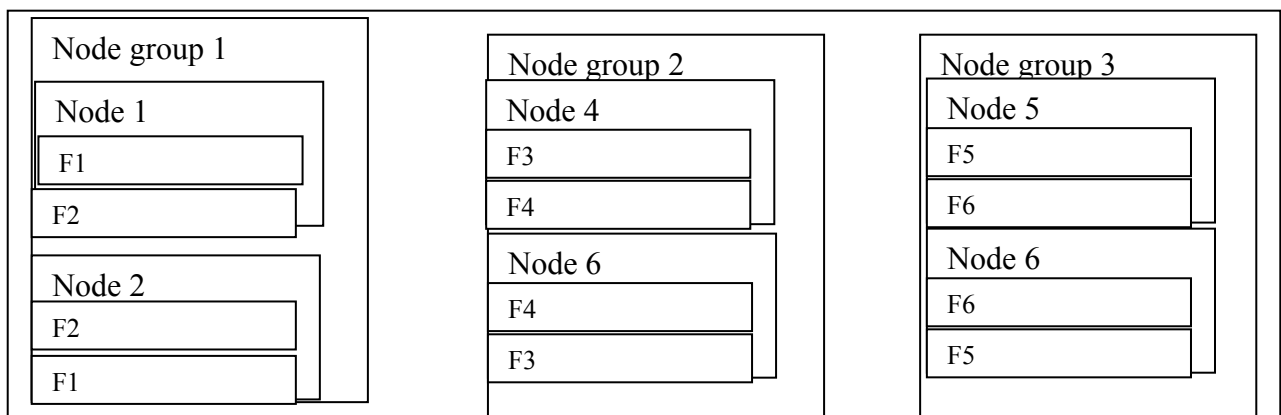 Node group 1
Node 1
F1
F2
Node 2
F2
F1
Node group 2
Node 4
F3
F4
Node 6
F4
F3
Node group 3
Node 5
F5
F6
Node 6
F6
F5